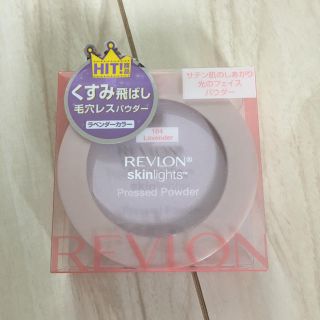 HIT!
くすみ飛ばし
毛穴レスパウダー
ラベンダーカラー
サテン肌のしあがり
光のフェイス
パウダー
104
Lavender
REVLON®
skinlights™
Pressed Powder
REVLON